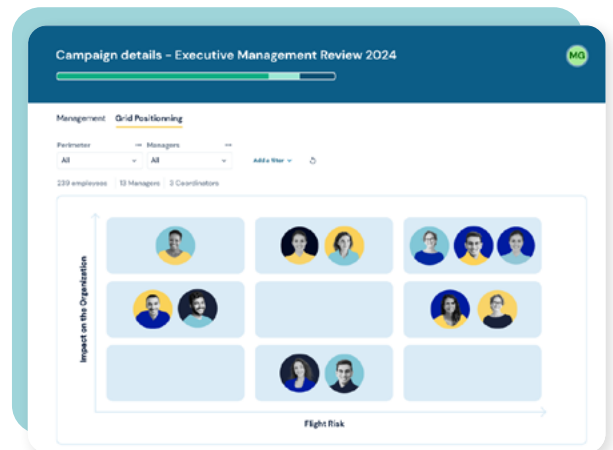 Campaign details - Executive Management Review 2024
MG
Management Grid Positionning
Perimeter Managers
All All Add a filter
230 employees 13 Managers 3 Coordinators
Impact on the Organization
Flight Risk